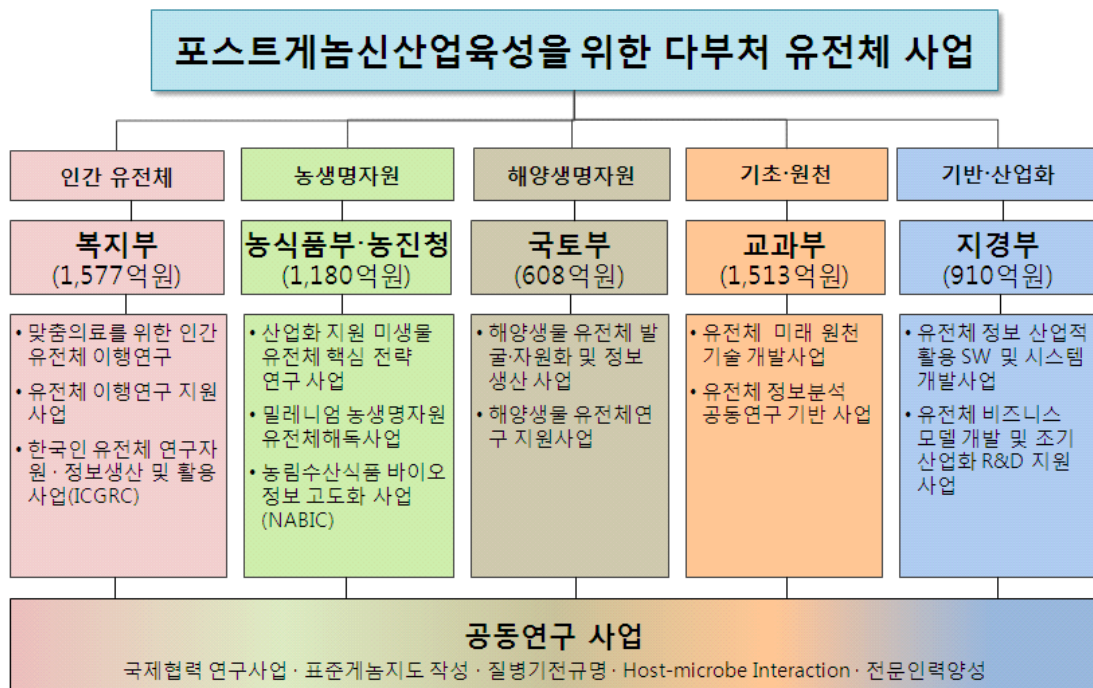 포스트게놈신산업육성을 위한 다부처 유전체 사업
인간 유전체
농생명자원
해양생명자원
기초·원천
기반·산업화
복지부
(1,577억원)
농식품부·농진청
(1,180억원)
국토부
(608억원)
교과부
(1,513억원)
지경부
(910억원)
• 맞춤의료를 위한 인간
유전체 이행연구
• 유전체 이행연구 지원
사업
• 한국인 유전체 연구자
원·정보생산 및 활용
사업(ICGRC)
• 산업화 지원 미생물
유전체 핵심 전략
연구 사업
• 밀레니엄 농생명자원
유전체해독사업
• 농림수산식품 바이오
정보 고도화 사업
(NABIC)
• 해양생물 유전체 발
굴·자원화 및 정보
생산 사업
• 해양생물 유전체연
구 지원사업
• 유전체 미래 원천
기술 개발사업
• 유전체 정보분석
공동연구 기반 사업
• 유전체 정보 산업적
활용 SW 및 시스템
개발사업
• 유전체 비즈니스
모델 개발 및 조기
산업화 R&D 지원
사업
공동연구 사업
국제협력 연구사업 · 표준게놈지도 작성 · 질병기전규명 · Host-microbe Interaction · 전문인력양성